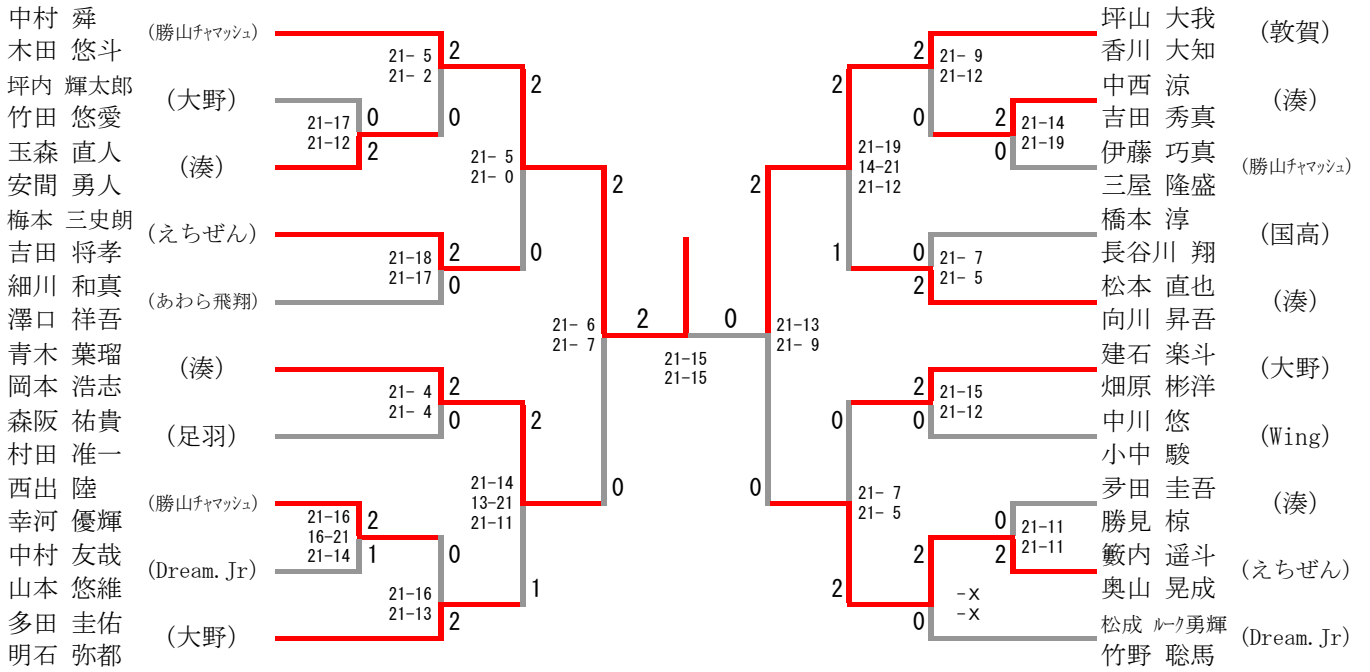 中村 舜
木田 悠斗
(勝山チャマッシュ)
坪内 輝太郎
竹田 悠愛
(大野)
玉森 直人
安間 勇人
(湊)
梅本 三史朗
吉田 将孝
(えちぜん)
細川 和真
澤口 祥吾
(あわら飛翔)
青木 葉瑠
岡本 浩志
(湊)
森阪 祐貴
村田 准一
(足羽)
西出 陸
幸河 優輝
(勝山チャマッシュ)
中村 友哉
山本 悠維
(Dream.Jr)
多田 圭佑
明石 弥都
(大野)
21-17
21-12
0
2
21-16
16-21
21-14
2
1
21- 5
21- 2
2
0
21-18
21-17
2
0
21- 4
21- 4
2
0
21-16
21-13
0
2
21- 5
21- 0
2
0
21-14
13-21
21-11
2
1
21- 6
21- 7
2
0
2
0
21-15
21-15
2
0
21-13
21- 9
2
1
21-19
14-21
21-12
0
2
21- 7
21- 5
2
0
21- 9
21-12
0
2
21- 7
21- 5
2
0
21-15
21-12
2
0
-X
-X
2
0
21-14
21-19
0
2
21-11
21-11
坪山 大我
香川 大知
(敦賀)
中西 涼
吉田 秀真
(湊)
伊藤 巧真
三屋 隆盛
(勝山チャマッシュ)
橋本 淳
長谷川 翔
(国高)
松本 直也
向川 昇吾
(湊)
建石 楽斗
畑原 彬洋
(大野)
中川 悠
小中 駿
(Wing)
夛田 圭吾
勝見 椋
(湊)
籔内 遥斗
奥山 晃成
(えちぜん)
松成 ルーク勇輝
竹野 聡馬
(Dream.Jr)